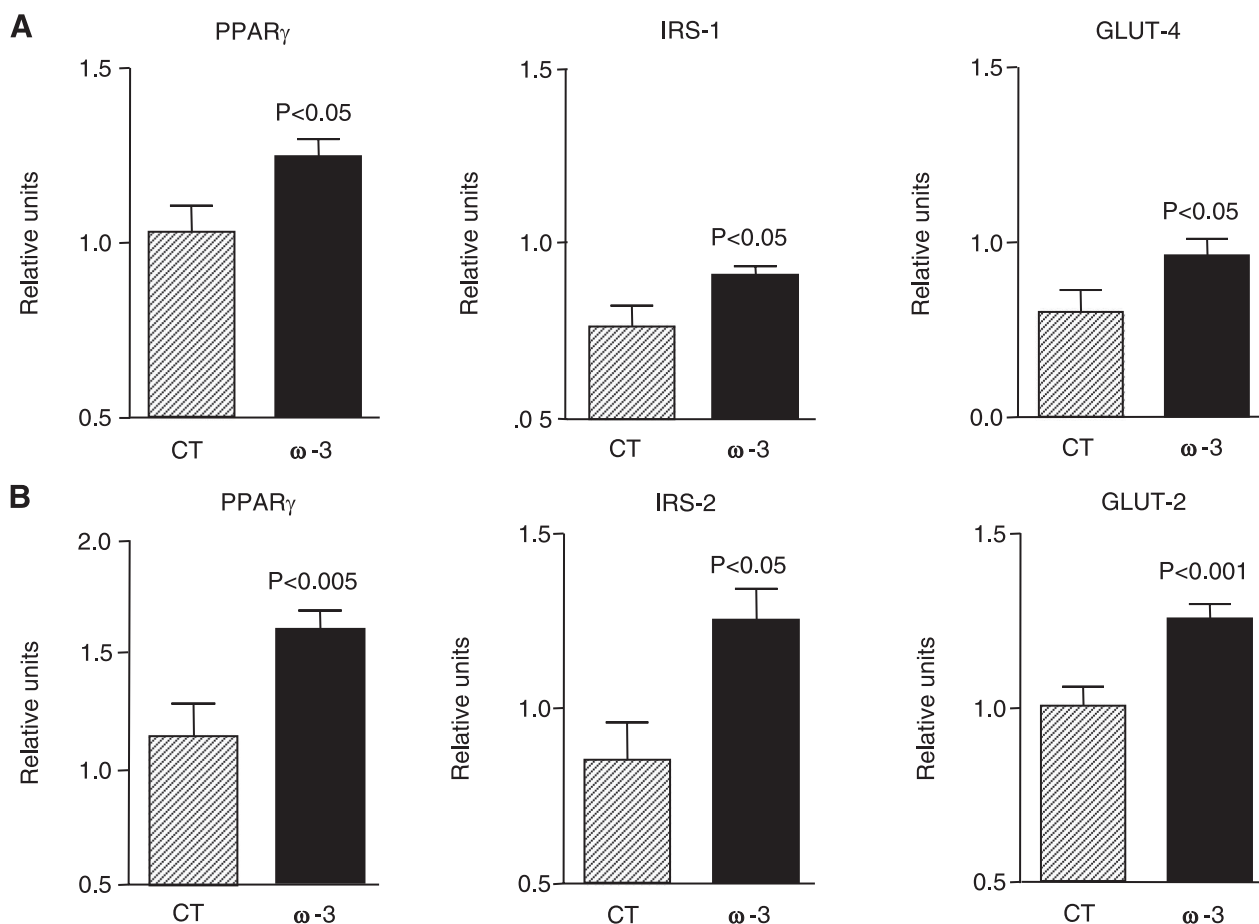 A
PPARγ
IRS-1
GLUT-4
1.5
1.0
0.5
Relative units
P<0.05
CT
ω-3
1.5
1.0
.0 5
Relative units
P<0.05
CT
ω-3
1.5
1.0
0.0
Relative units
P<0.05
CT
ω-3
B
PPARγ
IRS-2
GLUT-2
2.0
1.5
1.0
0.5
Relative units
P<0.005
CT
ω-3
1.5
1.0
0.5
Relative units
P<0.05
CT
ω-3
1.5
1.0
0.5
Relative units
P<0.001
CT
ω-3